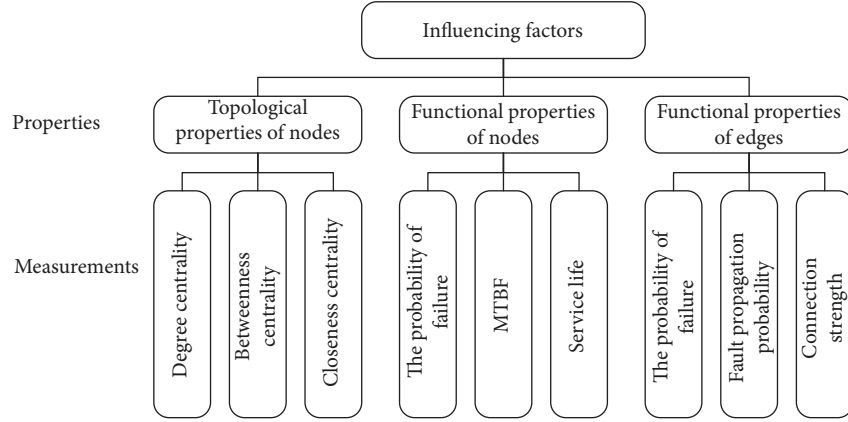 Influencing factors
Properties
Topological
properties of nodes
Functional properties
of nodes
Functional properties
of edges
Measurements
Degree centrality
Betweenness
centrality
Closeness centrality
The probability of
failure
MTBF
Service life
The probability of
failure
Fault propagation
probability
Connection
strength